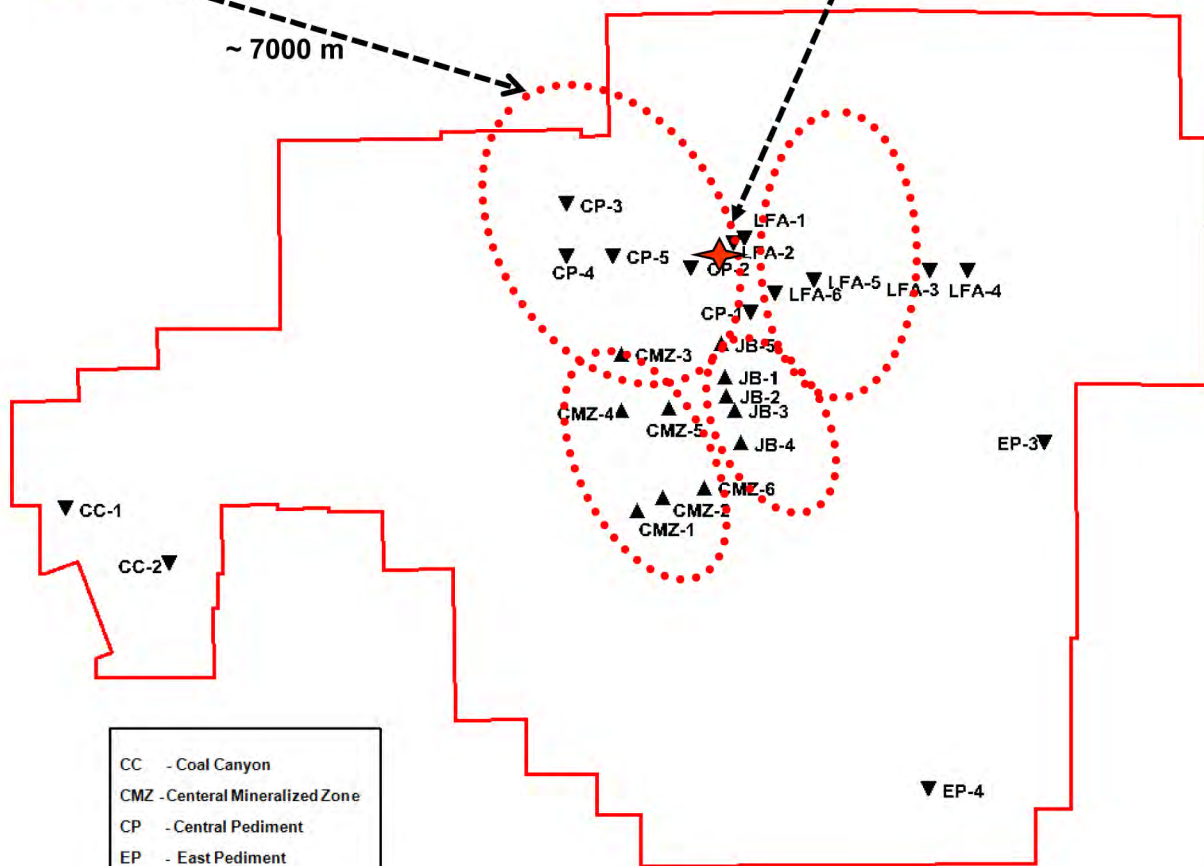 ~ 7000 m
CP-3
LFA-1
LFA-2
CP-5
CP-2
CP-4
LFA-5
LFA-3
LFA-4
LFA-6
CP-1
JB-5
CMZ-3
JB-1
JB-2
CMZ-4
JB-3
CMZ-5
JB-4
EP-3
CMZ-6
CMZ-2
CC-1
CMZ-1
CC-2
CC - Coal Canyon
CMZ - Centeral Mineralized Zone
CP - Central Pediment
EP-4
EP - East Pediment